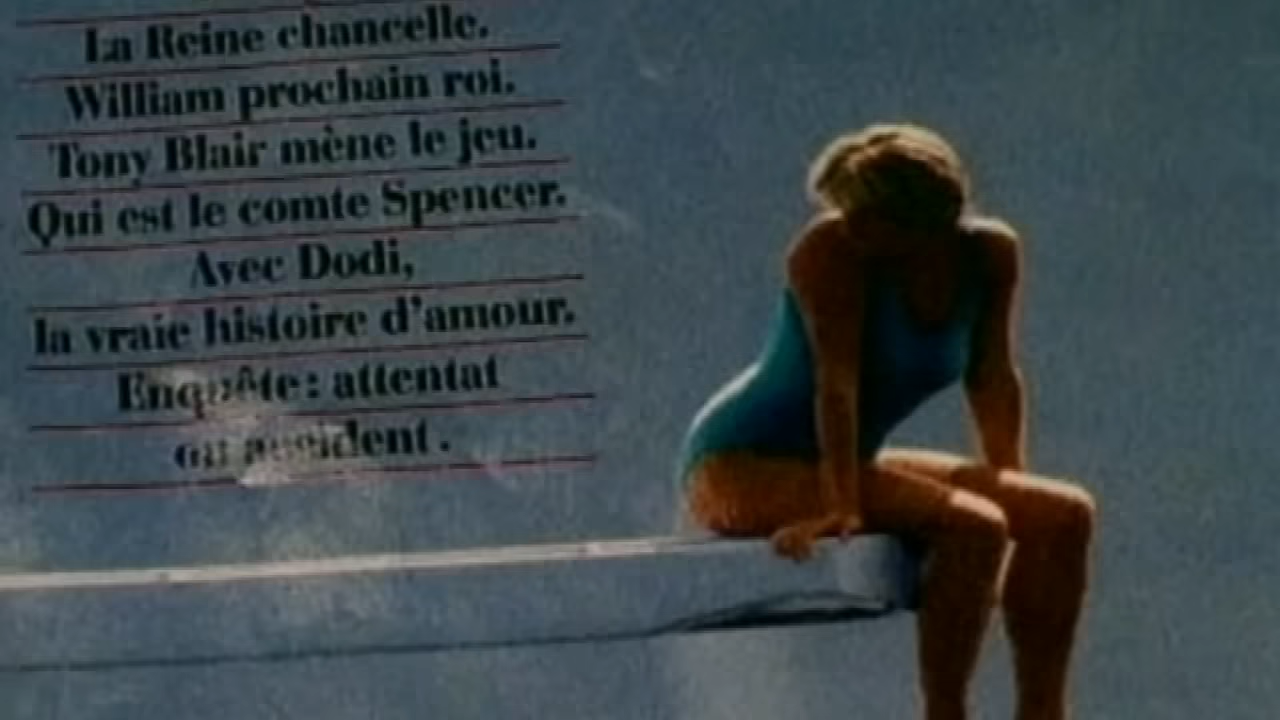 La Reine chancelle.
William prochain roi.
Tony Blair mène le jeu.
Qui est le comte Spencer.
Avec Dodi,
la vraie histoire d'amour.
Enquête: attentat
ou accident.